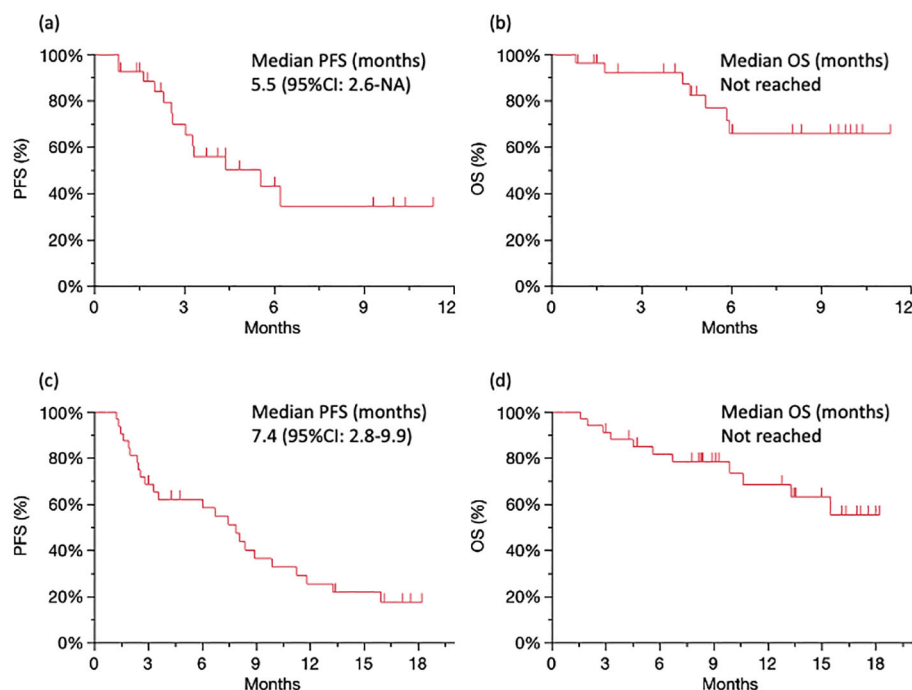 (a)
Median PFS (months)
5.5 (95%CI: 2.6-NA)
100%
80%
60%
40%
20%
0%
PFS (%)
0 3 6 9 12
Months
(b)
Median OS (months)
Not reached
100%
80%
60%
40%
20%
0%
OS (%)
0 3 6 9 12
Months
(c)
Median PFS (months)
7.4 (95%CI: 2.8-9.9)
100%
80%
60%
40%
20%
0%
PFS (%)
0 3 6 9 12 15 18
Months
(d)
Median OS (months)
Not reached
100%
80%
60%
40%
20%
0%
OS (%)
0 3 6 9 12 15 18
Months